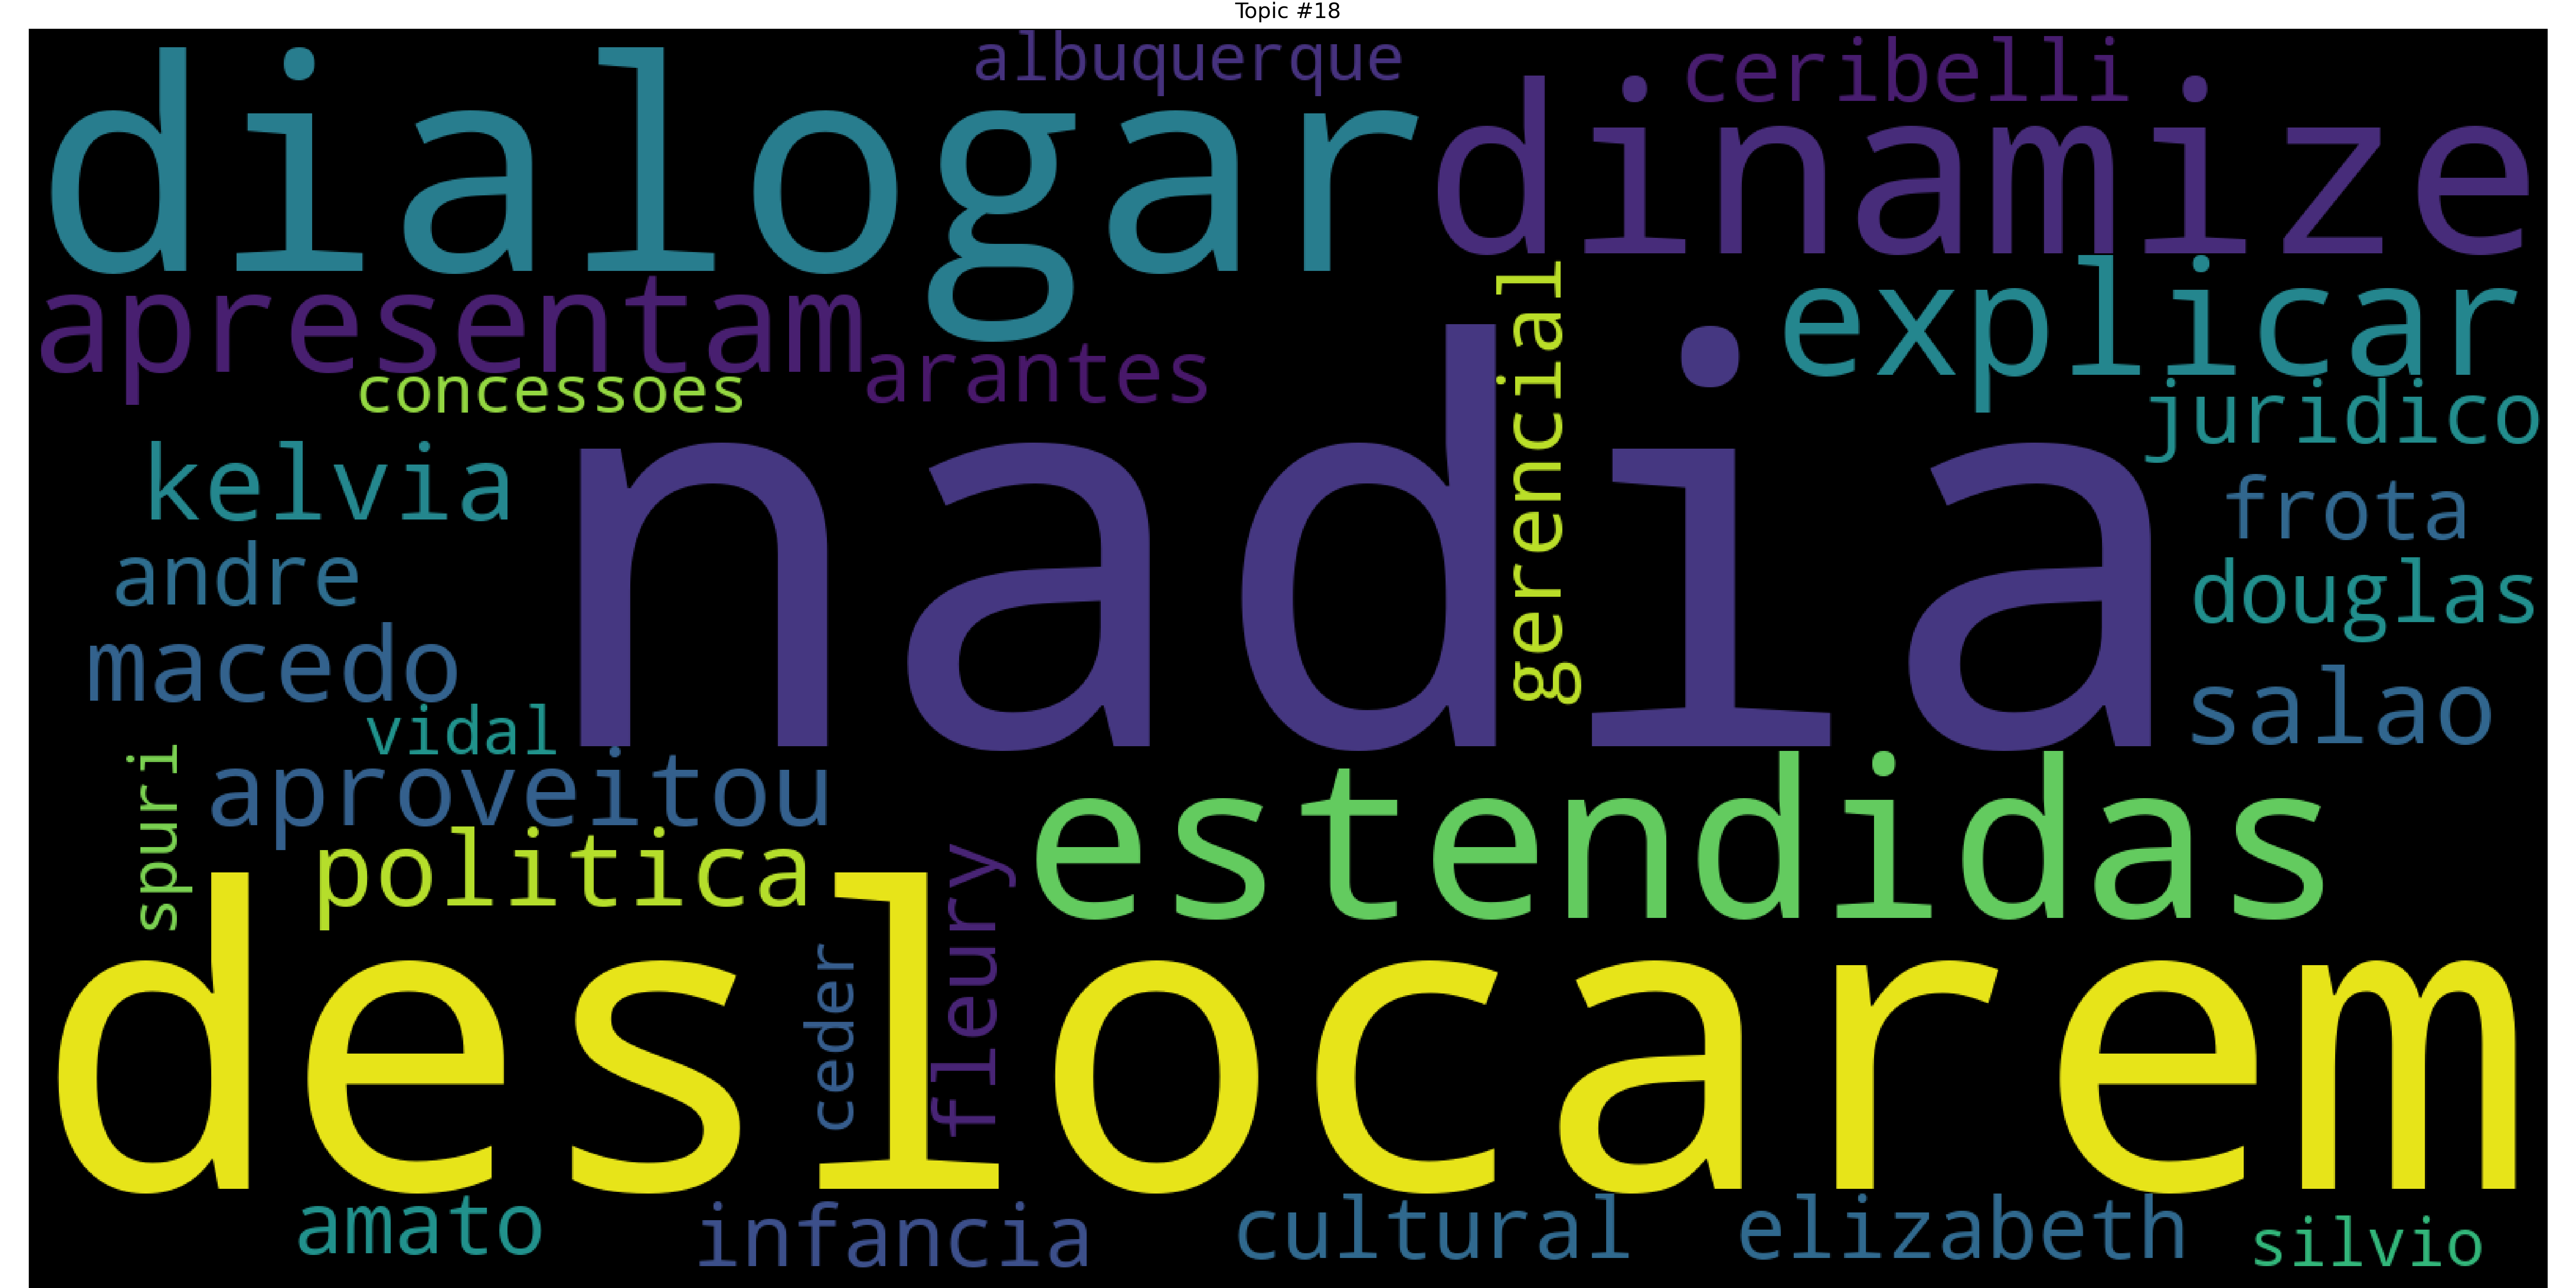 Topic #18
albuquerque
ceribelli
dialogar
dinamize
apresentam
explicar
arantes
concessoes
gerencial
juridico
kelvia
nadia
frota
andre
douglas
macedo
salao
vidal
spuri
aproveitou
estendidas
politica
fleury
deslocarem
ceder
amato
infancia
cultural
elizabeth
silvio